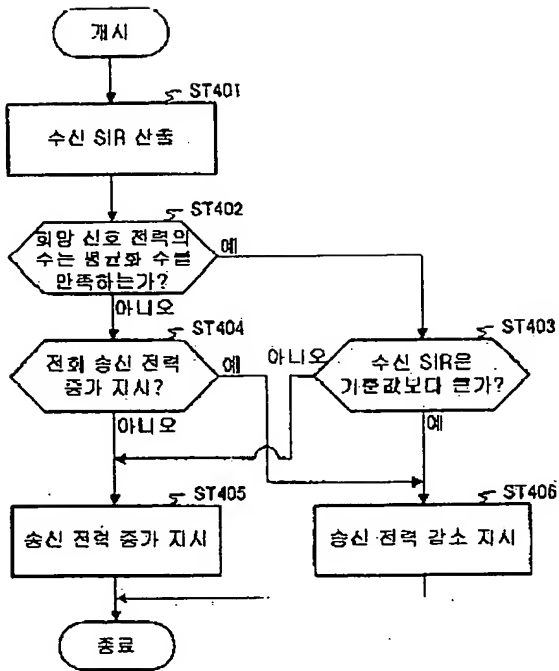 개시
ST401
수신 SIR 산출
ST402
희망 신호 전력의
수는 평균화 수를
만족하는가?
예
아니오
ST404
전회 송신 전력
증가 지시?
예
아니오
ST403
아니오
수신 SIR은
기준값보다 큰가?
예
ST405
송신 전력 증가 지시
ST406
송신 전력 감소 지시
종료